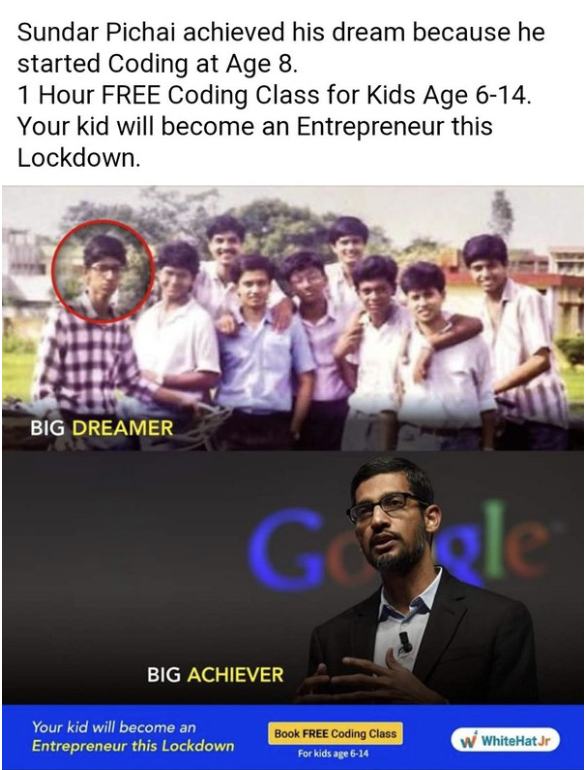 Sundar Pichai achieved his dream because he
started Coding at Age 8.
1 Hour FREE Coding Class for Kids Age 6-14.
Your kid will become an Entrepreneur this
Lockdown.
BIG DREAMER
Google
BIG ACHIEVER
Your kid will become an
Entrepreneur this Lockdown
Book FREE Coding Class
For kids age 6-14
W WhiteHat Jr